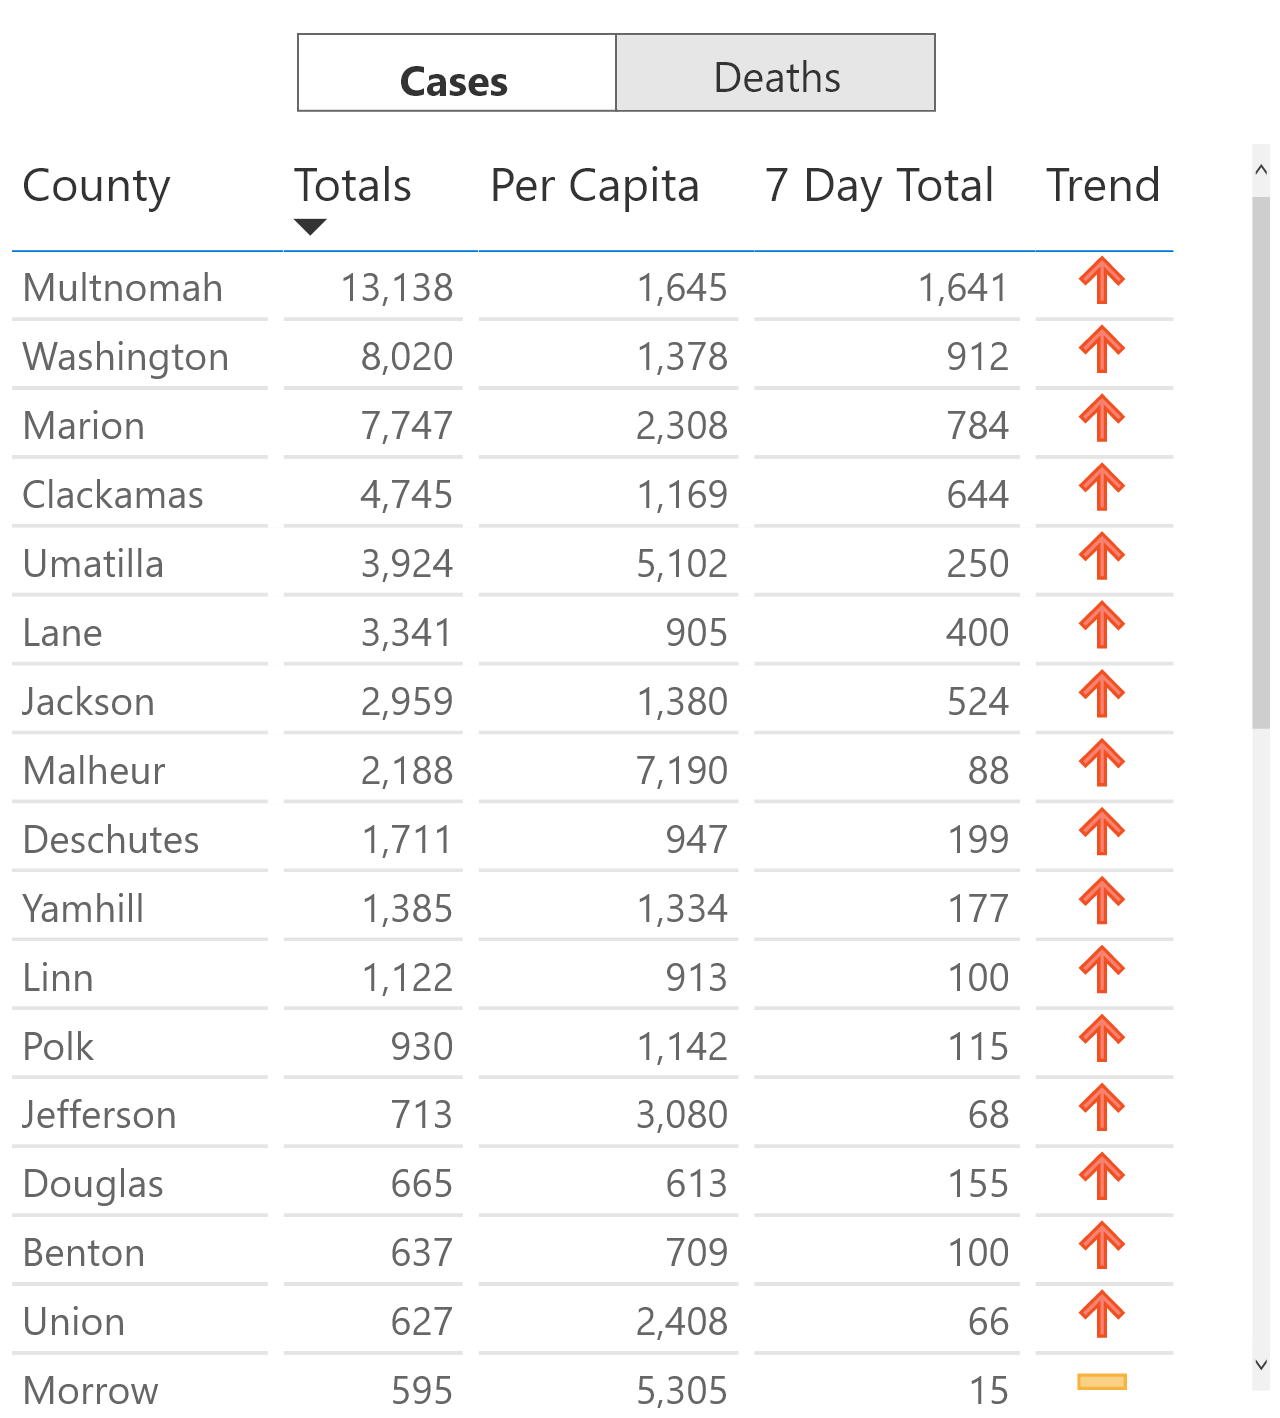 Cases Deaths
County Totals Per Capita 7 Day Total Trend
Multnomah 13,138 1,645 1,641
Washington 8,020 1,378 912
Marion 7,747 2,308 784
Clackamas 4,745 1,169 644
Umatilla 3,924 5,102 250
Lane 3,341 905 400
Jackson 2,959 1,380 524
Malheur 2,188 7,190 88
Deschutes 1,711 947 199
Yamhill 1,385 1,334 177
Linn 1,122 913 100
Polk 930 1,142 115
Jefferson 713 3,080 68
Douglas 665 613 155
Benton 637 709 100
Union 627 2,408 66
Morrow 595 5,305 15